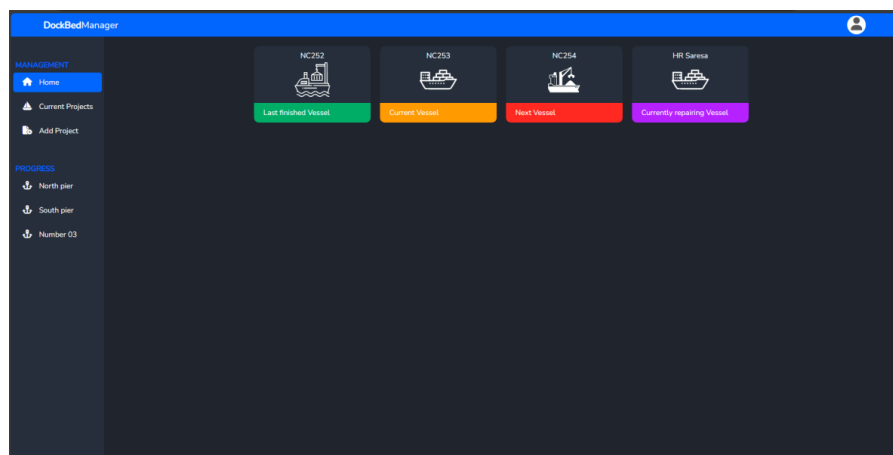 DockBedManager
MANAGEMENT
Home
Current Projects
Add Project
PROGRESS
North pier
South pier
Number 03
NC252
Last finished Vessel
NC253
Current Vessel
NC254
Next Vessel
HR Saresa
Currently repairing Vessel